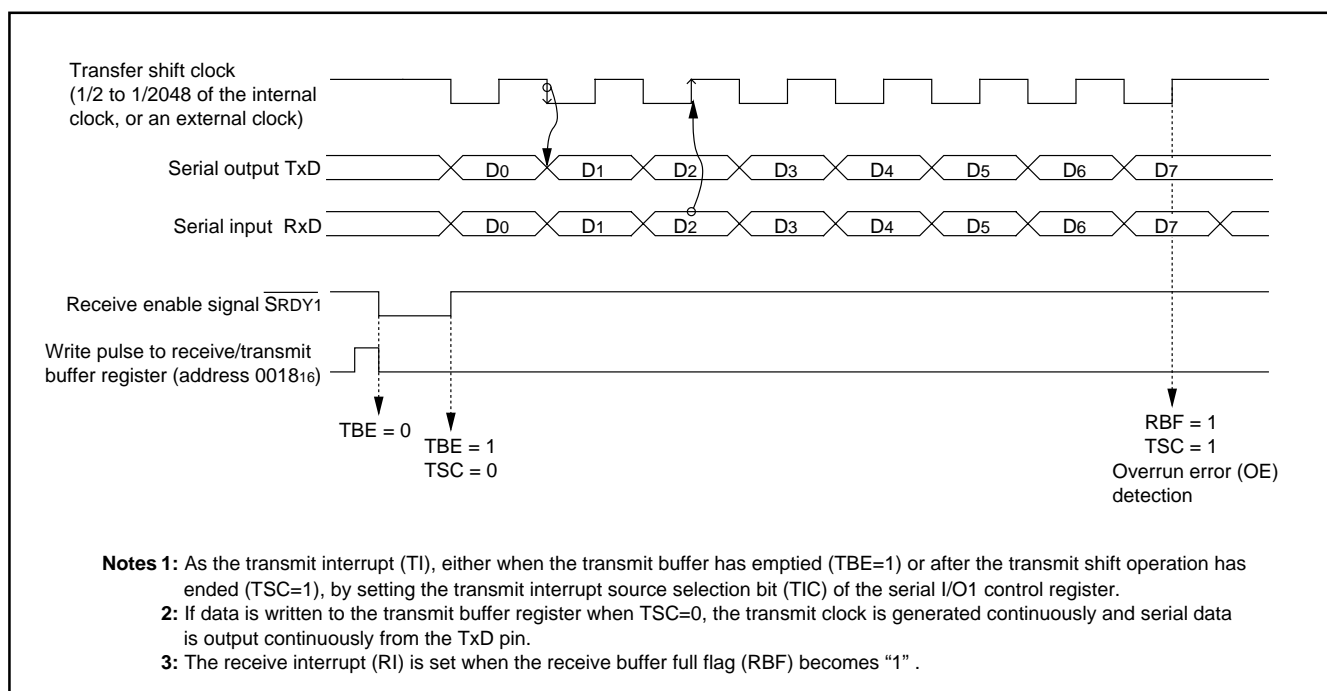 Transfer shift clock
(1/2 to 1/2048 of the internal
clock, or an external clock)
Serial output TxD
D0 D1 D2 D3 D4 D5 D6 D7
Serial input RxD
D0 D1 D2 D3 D4 D5 D6 D7
Receive enable signal SRDY1
Write pulse to receive/transmit
buffer register (address 001816)
TBE = 0
TBE = 1
TSC = 0
RBF = 1
TSC = 1
Overrun error (OE)
detection
Notes 1: As the transmit interrupt (TI), either when the transmit buffer has emptied (TBE=1) or after the transmit shift operation has
ended (TSC=1), by setting the transmit interrupt source selection bit (TIC) of the serial I/O1 control register.
2: If data is written to the transmit buffer register when TSC=0, the transmit clock is generated continuously and serial data
is output continuously from the TxD pin.
3: The receive interrupt (RI) is set when the receive buffer full flag (RBF) becomes “1” .